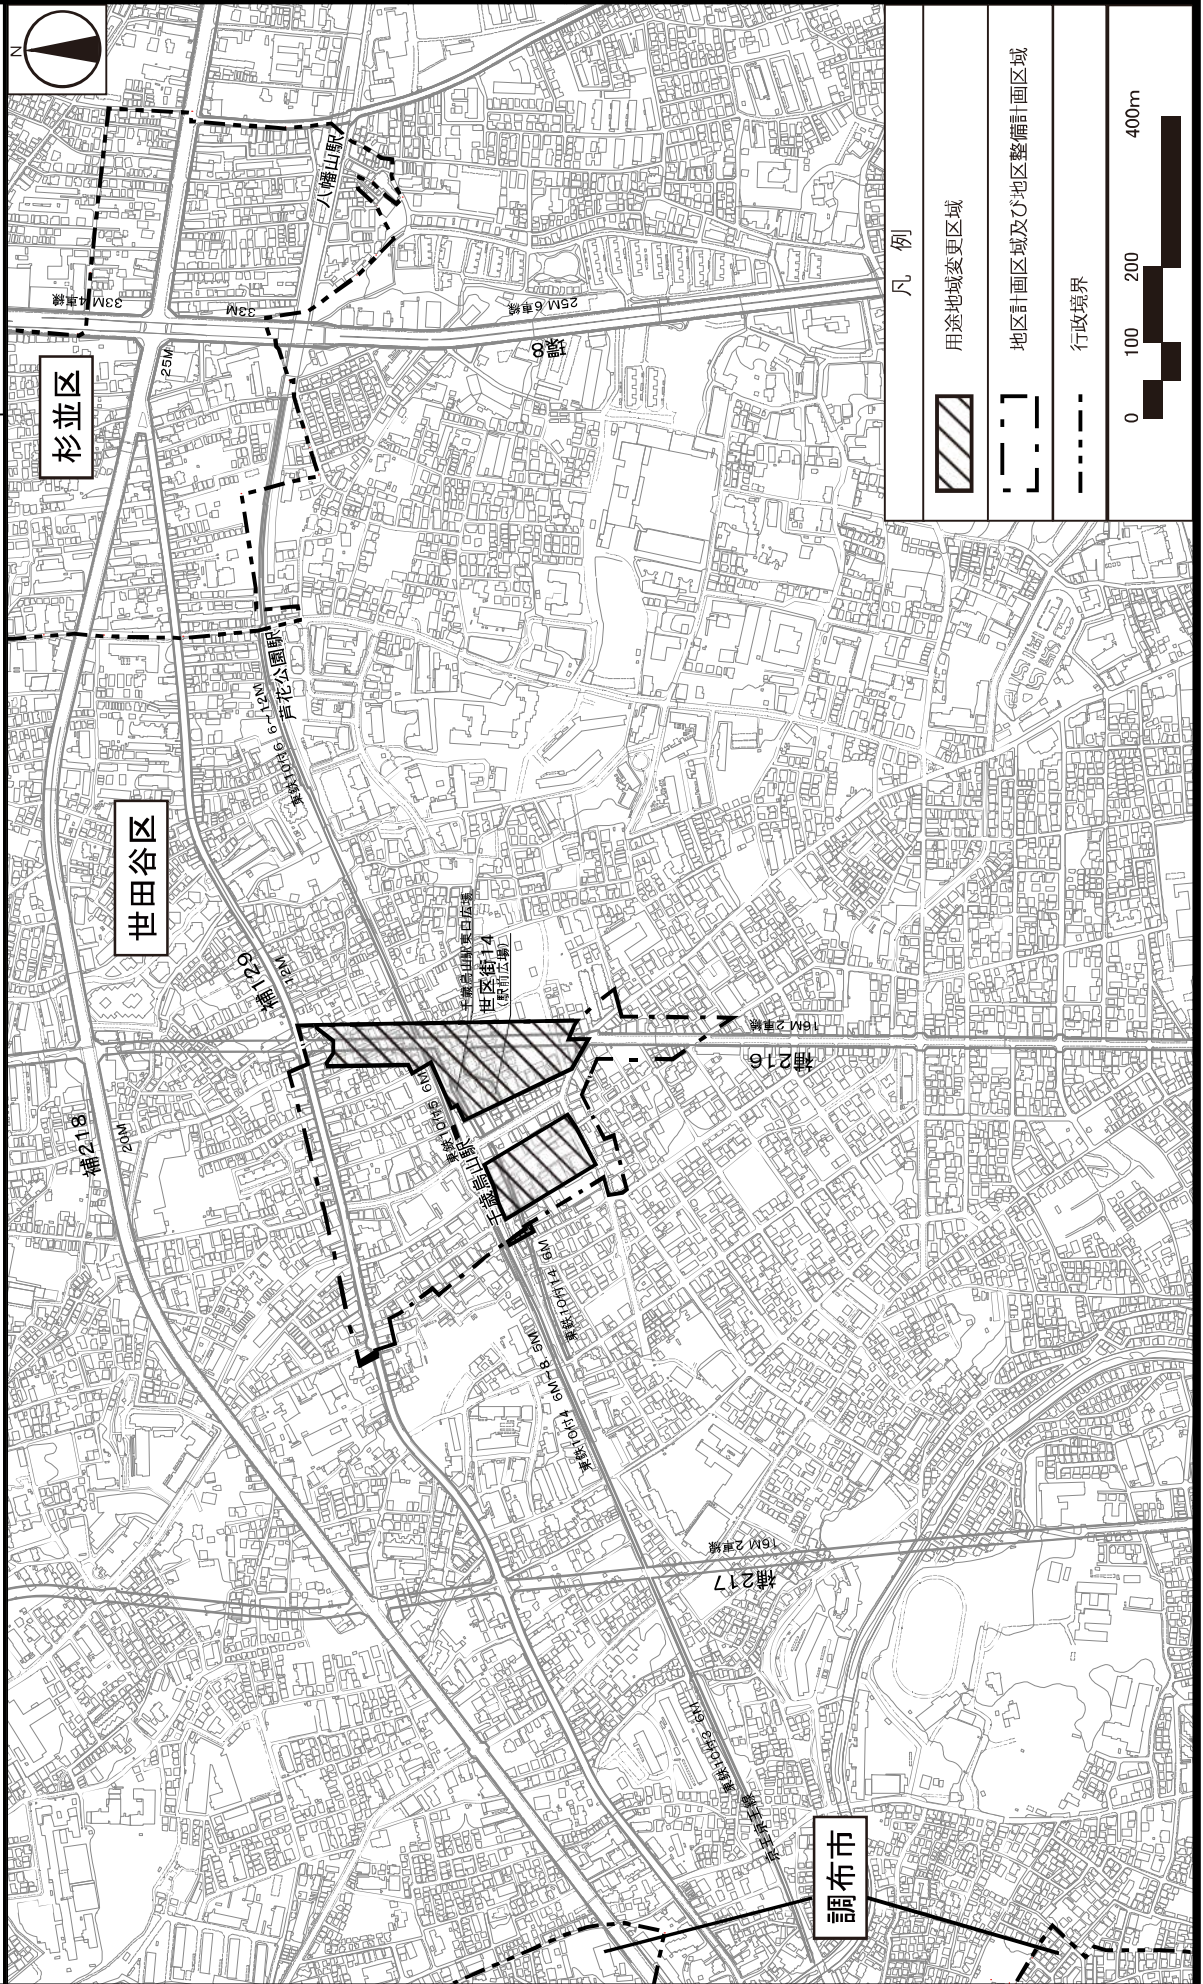 N
杉並区
世田谷区
調布市
八幡山駅
33M 4車線
33M
25M
25M 6車線
環8
芦花公園駅
東鉄10付6 6~12M
補129
12M
千歳烏山駅東口広場
世区街14
(駅前広場)
16M 2車線
補216
補218
20M
東鉄10付5 6M
千歳烏山駅
東鉄10付14 6M
東鉄10付4 6M~8.5M
16M 2車線
補217
東鉄10付3 6M
京王京王線
凡 例
用途地域変更区域
地区計画区域及び地区整備計画区域
行政境界
0 100 200 400m